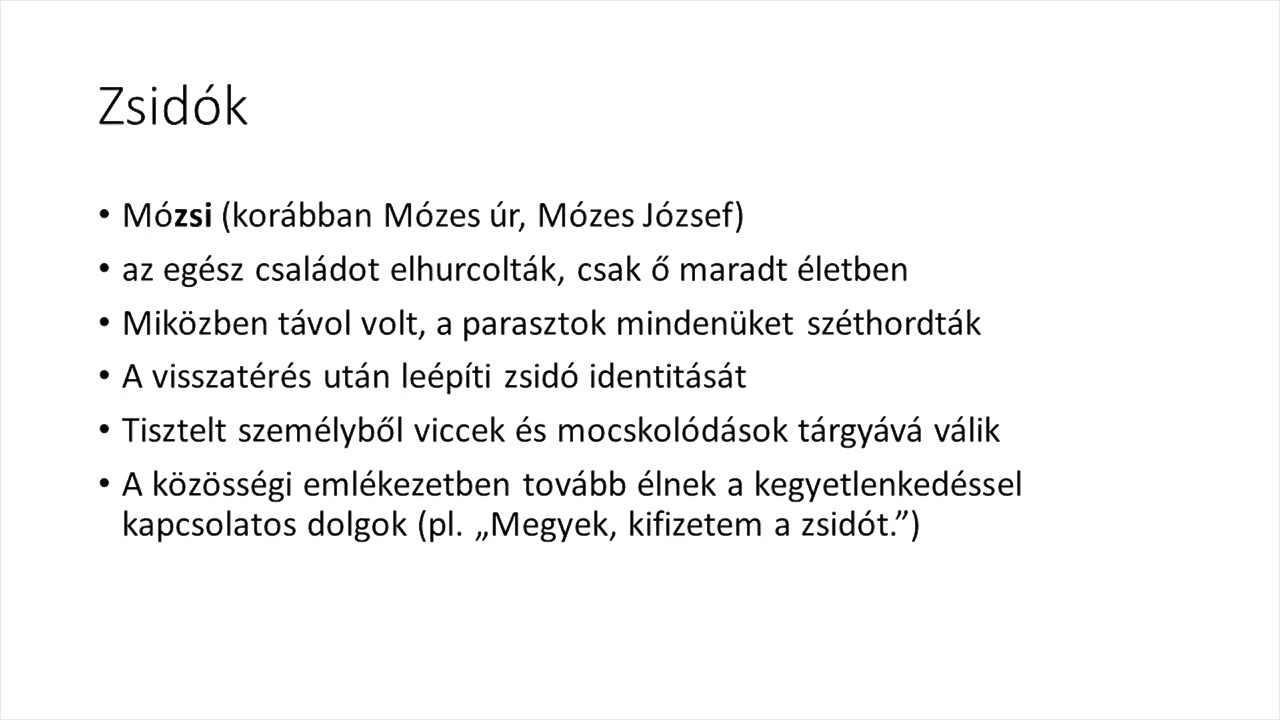 Zsidók
• Mózsi (korábban Mózes úr, Mózes József)
• az egész családot elhurcolták, csak ő maradt életben
• Miközben távol volt, a parasztok mindenüket széthordták
• A visszatérés után leépíti zsidó identitását
• Tisztelt személyből viccek és mocskolódások tárgyává válik
• A közösségi emlékezetben tovább élnek a kegyetlenkedéssel
kapcsolatos dolgok (pl. „Megyek, kifizetem a zsidót.”)